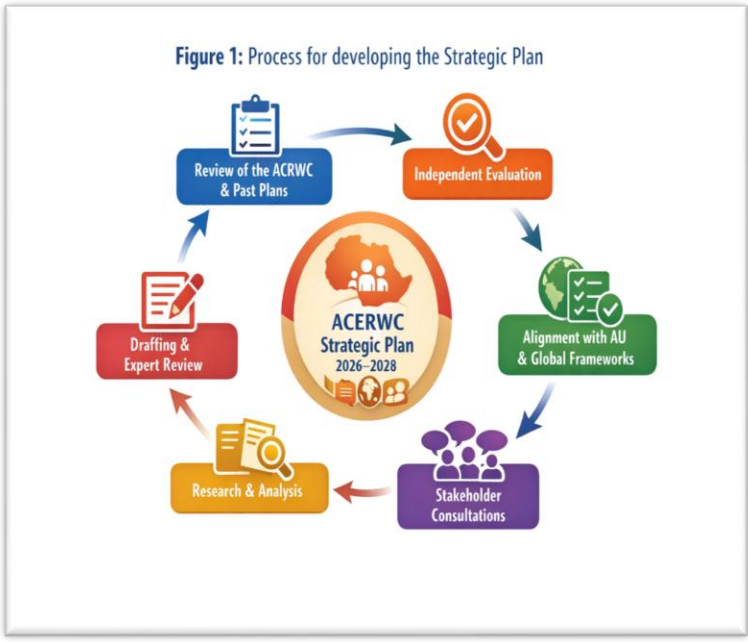 Figure 1: Process for developing the Strategic Plan
Review of the ACRWC
& Past Plans
Independent Evaluation
Alignment with AU
& Global Frameworks
Stakeholder
Consultations
Research & Analysis
Draffing &
Expert Review
ACERWC
Strategic Plan
2026–2028